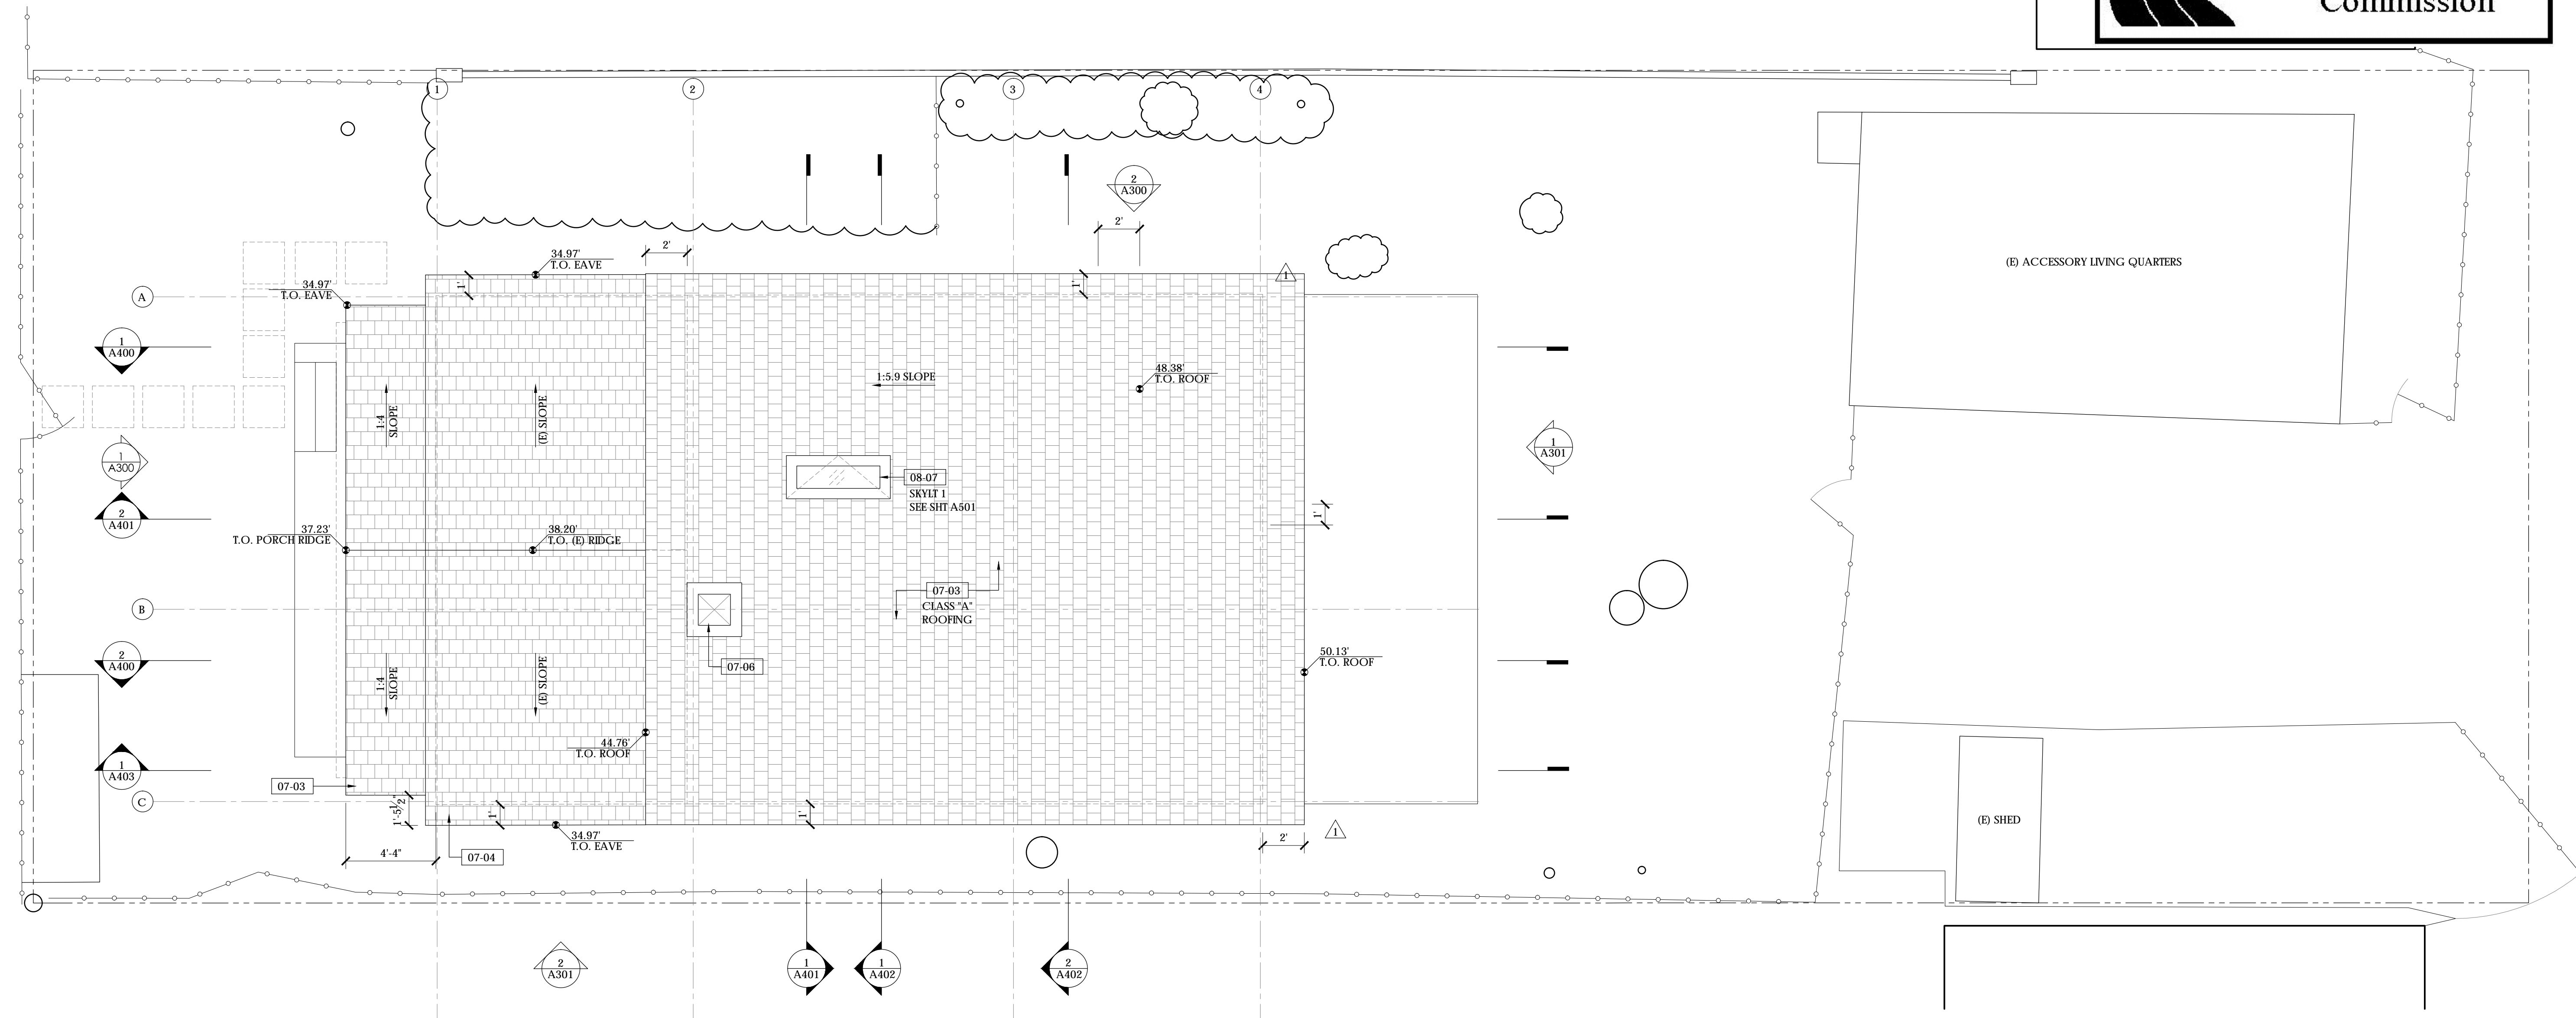 Commission
1
2
3
4
2
A300
2'
2'
34.97'
T.O. EAVE
1'
1'
1
34.97'
T.O. EAVE
A
(E) ACCESSORY LIVING QUARTERS
1
A400
1:5.9 SLOPE
48.38'
T.O. ROOF
1:4
SLOPE
(E) SLOPE
1
A300
1
A301
08-07
SKYLT 1
SEE SHT A501
2
A401
1'
37.23'
T.O. PORCH RIDGE
38.20'
T.O. (E) RIDGE
07-03
CLASS "A"
ROOFING
B
2
A400
07-06
50.13'
T.O. ROOF
1:4
SLOPE
(E) SLOPE
44.76'
T.O. ROOF
1
A403
07-03
C
1'-5 1/2"
1'
1'
34.97'
T.O. EAVE
1
2'
(E) SHED
4'-4"
07-04
2
A301
1
A401
1
A402
2
A402